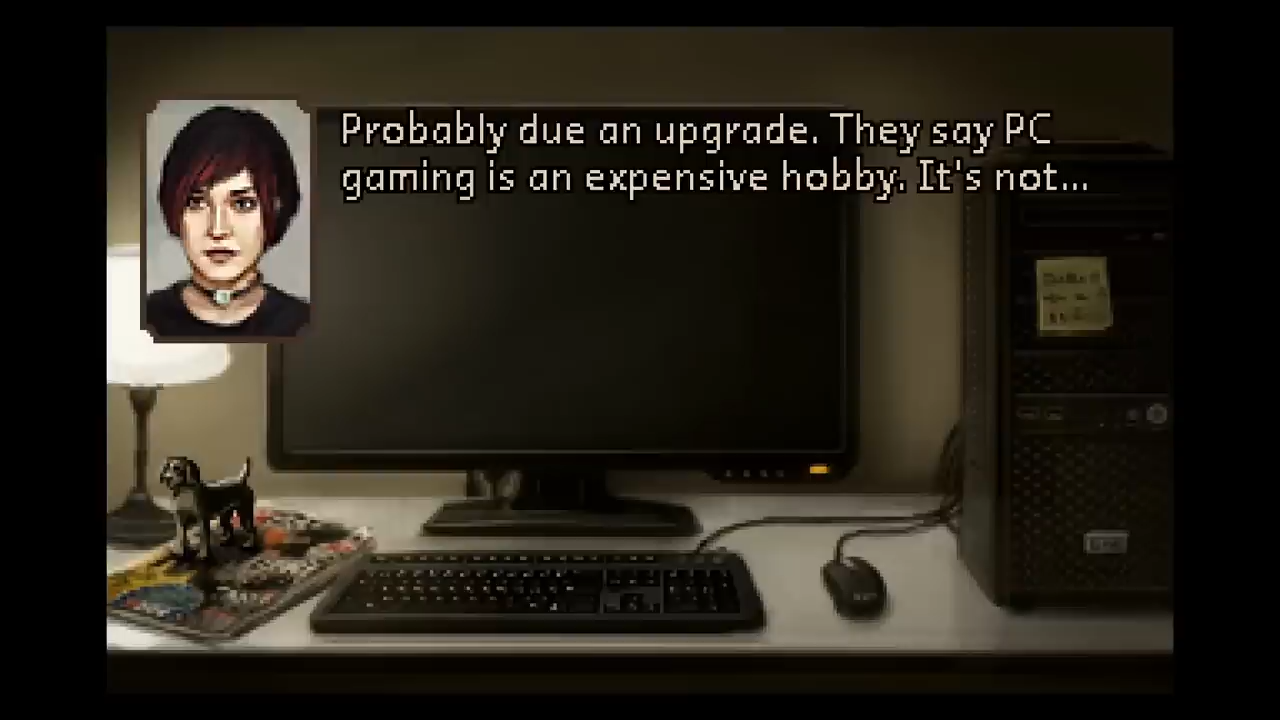 Probably due an upgrade. They say PC
gaming is an expensive hobby. It's not...